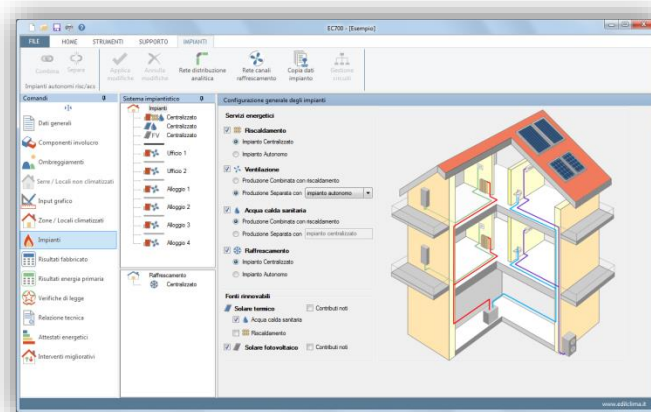 EC700 - [Esempio]
FILE HOME STRUMENTI SUPPORTO IMPIANTI
Combina Separa Applica modifiche Annulla modifiche Rete distribuzione analitica Rete canali raffrescamento Copia dati impianto Gestione circuiti
Impianti autonomi risc/acs
Comandi
Dati generali
Componenti involucro
Ombreggiamenti
Serre / Locali non climatizzati
Input grafico
Zone / Locali climatizzati
Impianti
Risultati fabbricato
Risultati energia primaria
Verifiche di legge
Relazione tecnica
Attestati energetici
Interventi migliorativi
Sistema impiantistico
Impianti
Centralizzato
Centralizzato
FV Centralizzato
Ufficio 1
Ufficio 2
Alloggio 1
Alloggio 2
Alloggio 3
Alloggio 4
Raffrescamento
Centralizzato
Configurazione generale degli impianti
Servizi energetici
Riscaldamento
Impianto Centralizzato
Impianto Autonomo
Ventilazione
Produzione Combinata con riscaldamento
Produzione Separata con impianto autonomo
Acqua calda sanitaria
Produzione Combinata con riscaldamento
Produzione Separata con impianto centralizzato
Raffrescamento
Impianto Centralizzato
Impianto Autonomo
Fonti rinnovabili
Solare termico Contributi noti
Acqua calda sanitaria
Riscaldamento
Solare fotovoltaico Contributi noti
www.edilclima.it